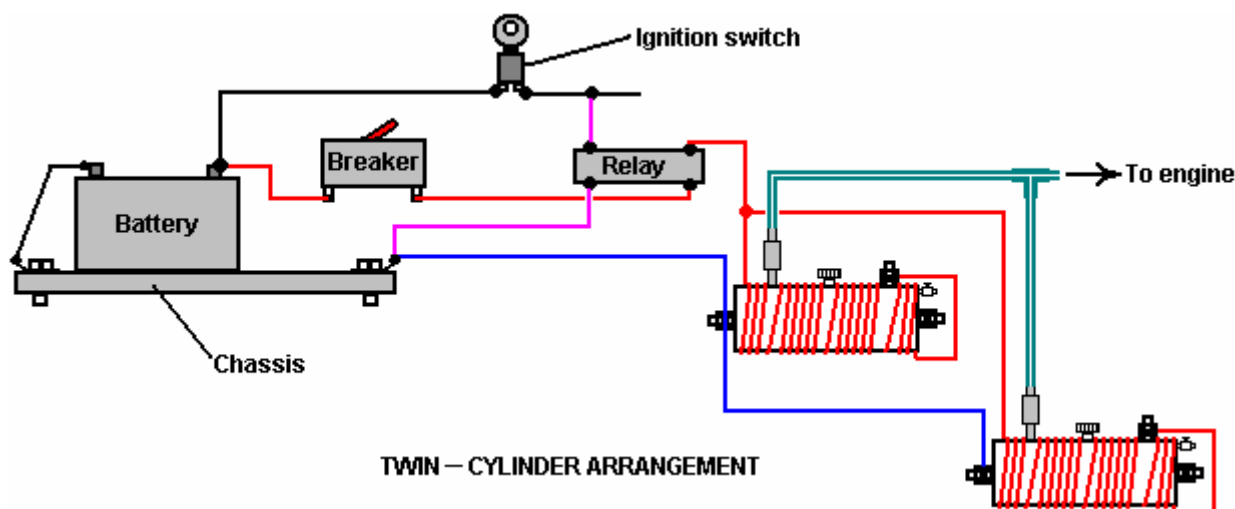 Ignition switch
Breaker
Relay
To engine
Battery
Chassis
TWIN – CYLINDER ARRANGEMENT